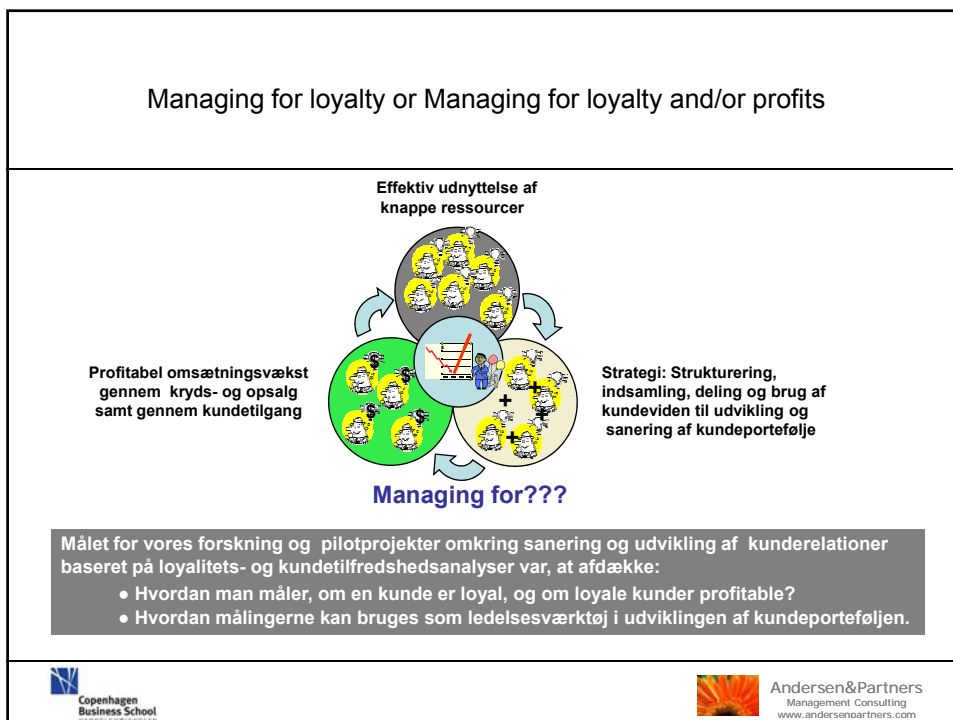 Managing for loyalty or Managing for loyalty and/or profits
Effektiv udnyttelse af
knappe ressourcer
Profitabel omsætningsvækst
gennem kryds- og opsalg
samt gennem kundetilgang
Strategi: Strukturering,
indsamling, deling og brug af
kundeviden til udvikling og
sanering af kundeportefølje
Managing for???
Målet for vores forskning og pilotprojekter omkring sanering og udvikling af kunderelationer
baseret på loyalitets- og kundetilfredshedsanalyser var, at afdække:
● Hvordan man måler, om en kunde er loyal, og om loyale kunder profitable?
● Hvordan målingerne kan bruges som ledelsesværktøj i udviklingen af kundeporteføljen.
Copenhagen
Business School
Andersen&Partners
Management Consulting
www.andersenpartners.com